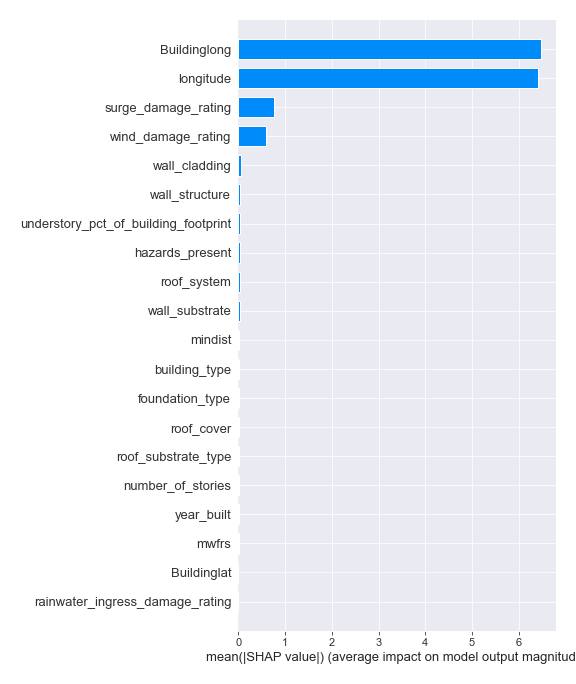 Buildinglong
longitude
surge_damage_rating
wind_damage_rating
wall_cladding
wall_structure
understory_pct_of_building_footprint
hazards_present
roof_system
wall_substrate
mindist
building_type
foundation_type
roof_cover
roof_substrate_type
number_of_stories
year_built
mwfrs
Buildinglat
rainwater_ingress_damage_rating
0 1 2 3 4 5 6
mean(|SHAP value|) (average impact on model output magnitud